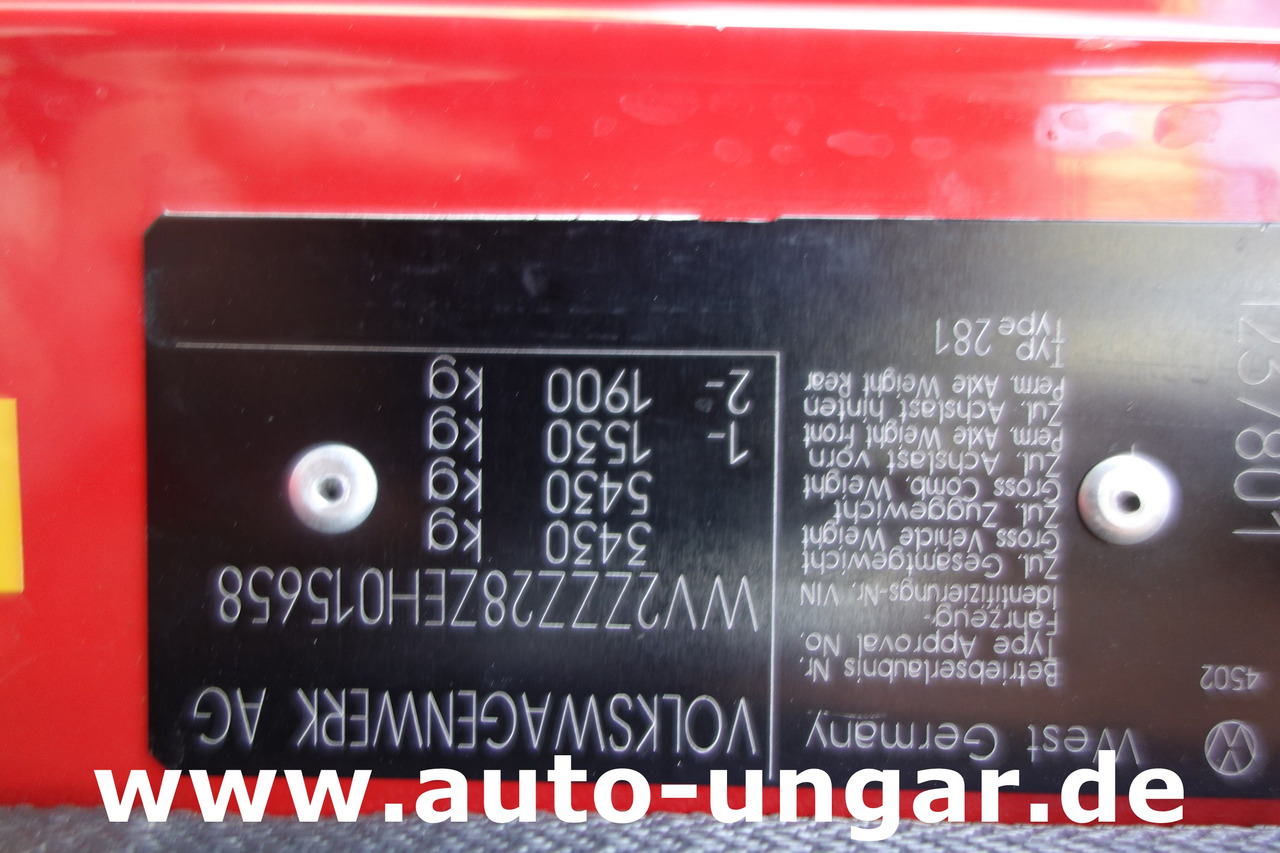 VOLKSWAGENWERK AG
WV2ZZZ28ZEH015658
3430 kg
5430 kg
1- 1530 kg
2- 1900 kg
4502
West Germany
Betriebserlaubnis Nr.
Type Approval No.
Fahrzeug-
Identifizierungs-Nr. VIN
Zul. Gesamtgewicht
Gross Vehicle Weight
Zul. Zuggewicht
Gross Comb. Weight
Zul. Achslast vorn
Perm. Axle Weight Front
Zul. Achslast hinten
Perm. Axle Weight Rear
Typ
Type 281
123/801
www.auto-ungar.de